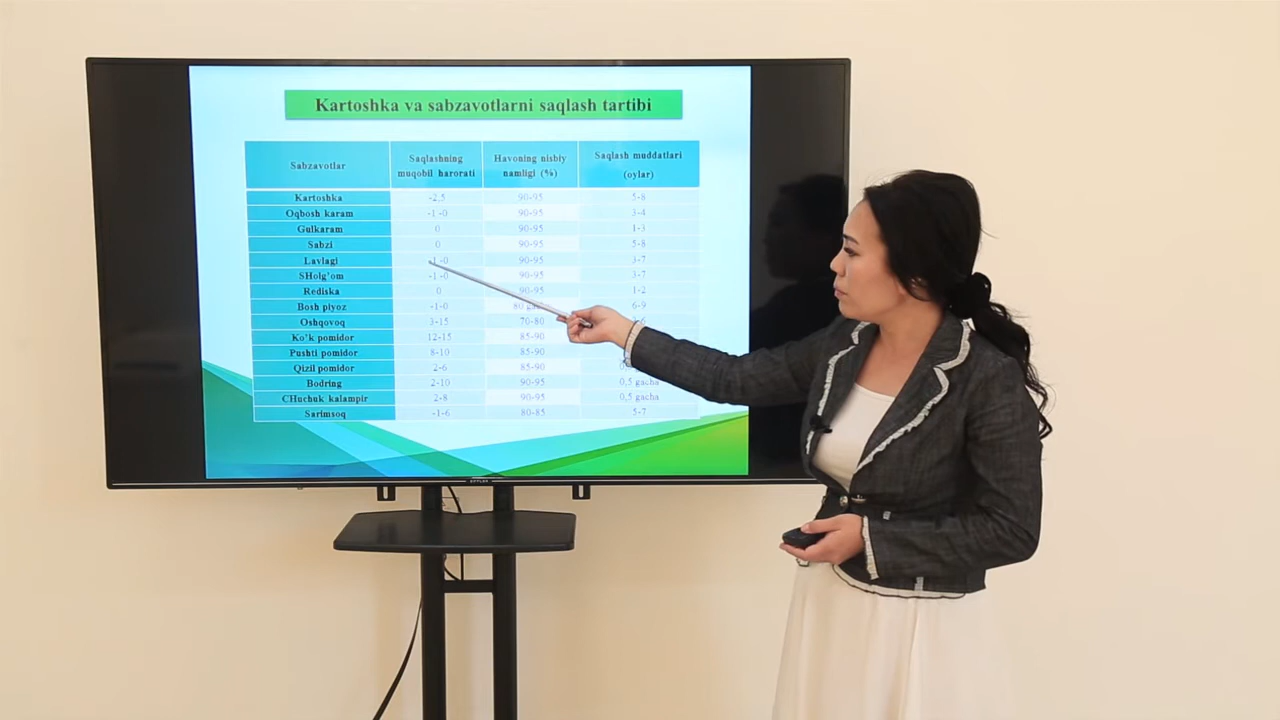 Kartoshka va sabzavotlarni saqlash tartibi
Sabzavotlar Saqlashning muqobil harorati Havoning nisbiy namligi (%) Saqlash muddatlari (oylar)
Kartoshka -2,5 90-95 5-8
Oqbosh karam -1 -0 90-95 3-4
Gulkaram 0 90-95 1-3
Sabzi 0 90-95 5-8
Lavlagi -0 90-95 3-7
SHolg'om -1 -0 90-95 3-7
Rediska 0 90-95 1-2
Bosh piyoz -1-0 80 6-9
Oshqovoq 3-15 70-80
Ko'k pomidor 12-15 85-90
Pushti pomidor 8-10 85-90
Qizil pomidor 2-6 85-90
Bodring 2-10 90-95 0,5 gacha
CHuchuk kalampir 2-8 90-95 0,5 gacha
Sarimsoq -1-6 80-85 5-7